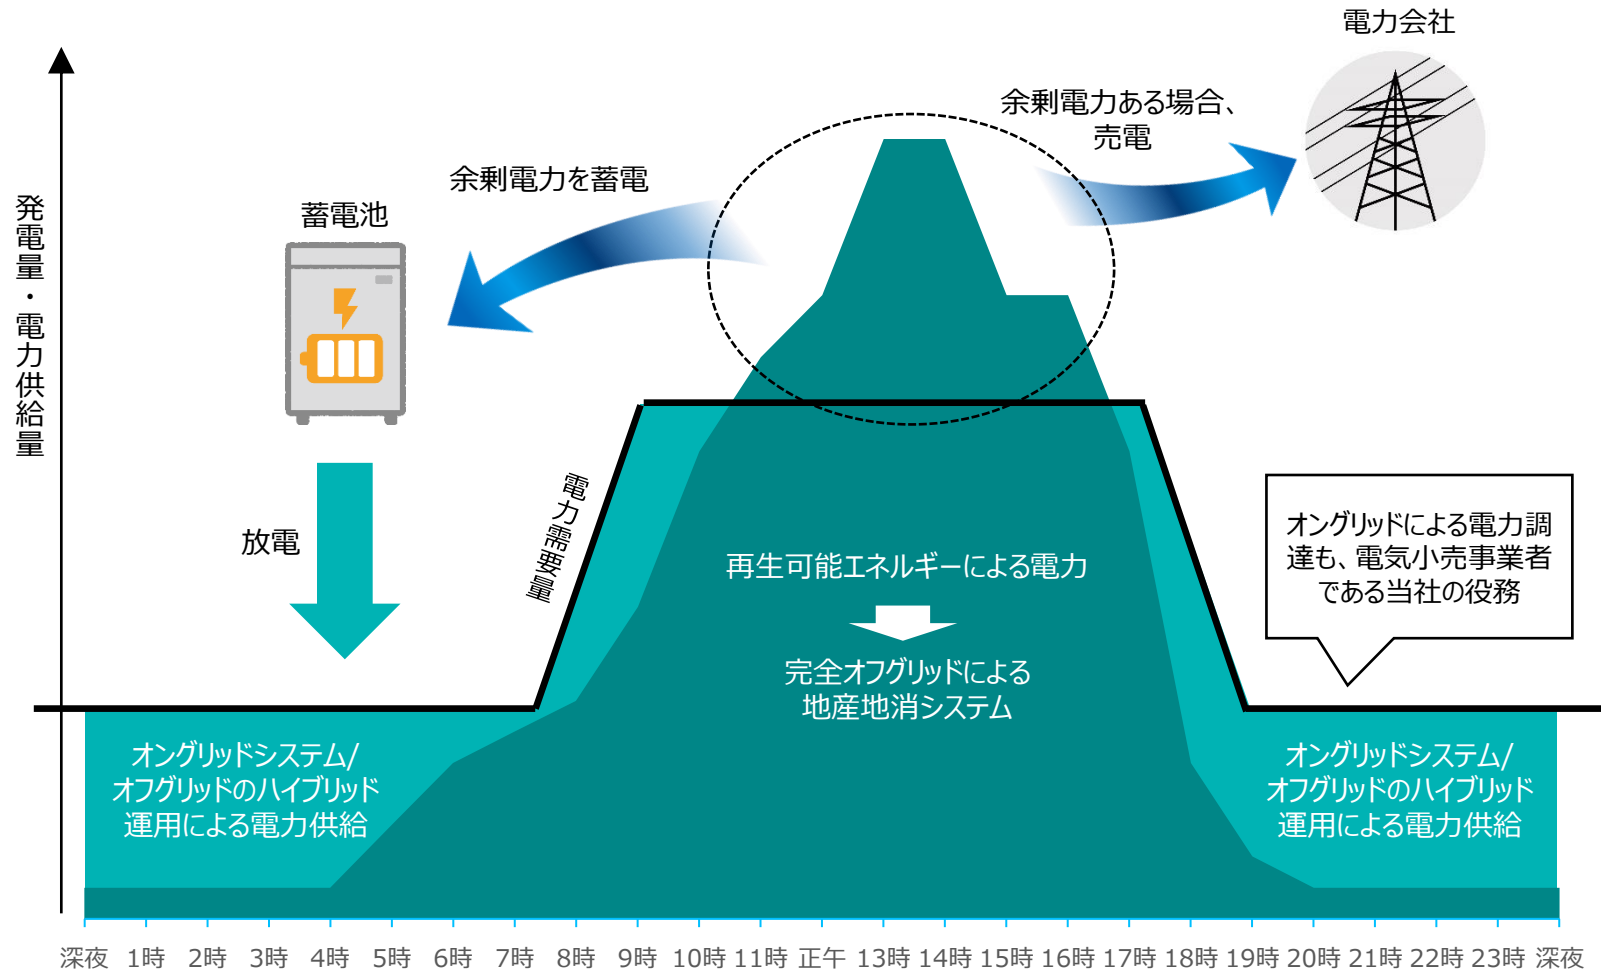 電力会社
余剰電力ある場合、
売電
余剰電力を蓄電
蓄電池
発電量・電力供給量
放電
電力需要量
オングリッドによる電力調
達も、電気小売事業者
である当社の役務
再生可能エネルギーによる電力
完全オフグリッドによる
地産地消システム
オングリッドシステム/
オフグリッドのハイブリッド
運用による電力供給
オングリッドシステム/
オフグリッドのハイブリッド
運用による電力供給
深夜 1時 2時 3時 4時 5時 6時 7時 8時 9時 10時 11時 正午 13時 14時 15時 16時 17時 18時 19時 20時 21時 22時 23時 深夜